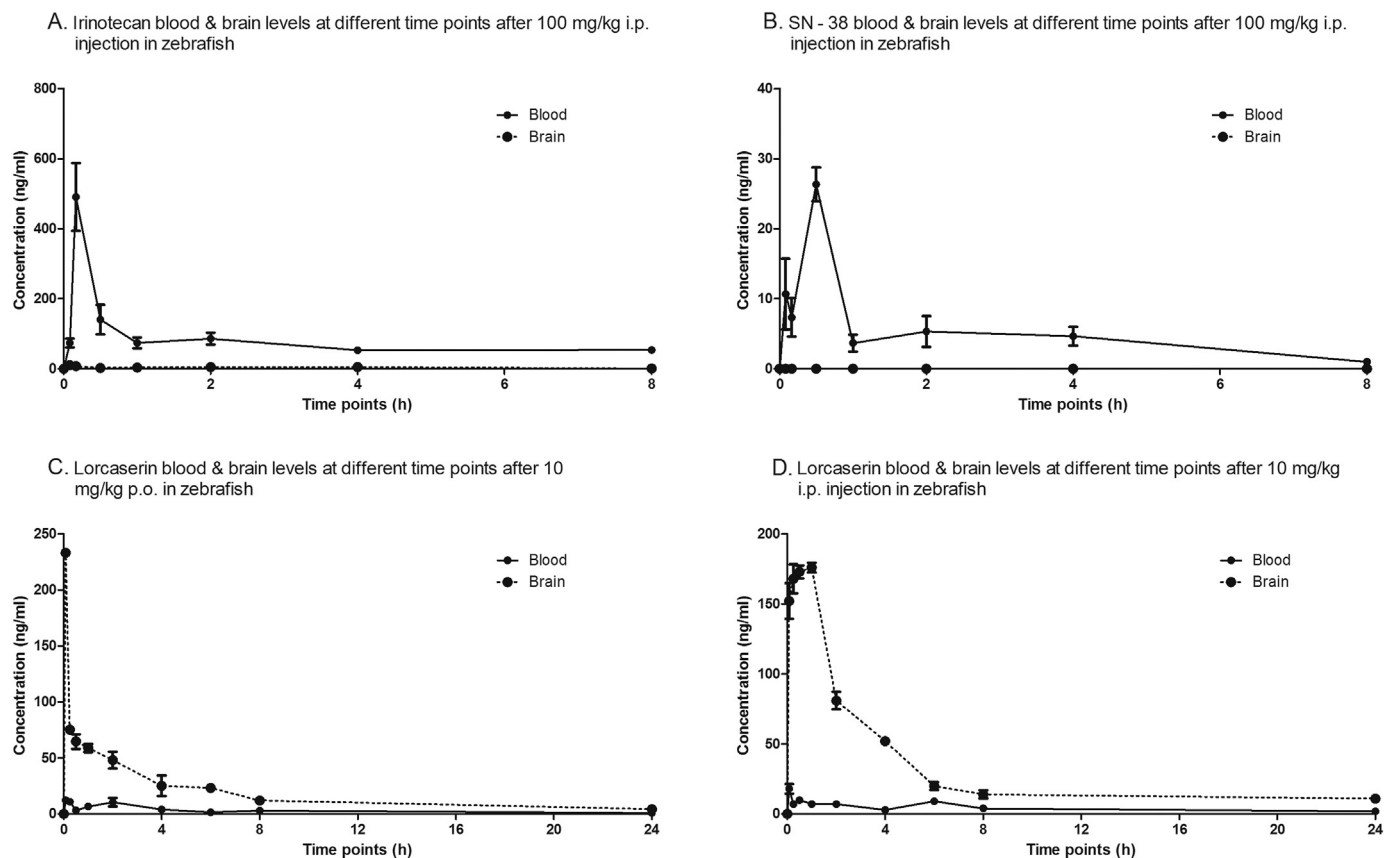 A. Irinotecan blood & brain levels at different time points after 100 mg/kg i.p.
injection in zebrafish
800
600
400
200
0
Concentration (ng/ml)
Blood
Brain
0 2 4 6 8
Time points (h)
B. SN - 38 blood & brain levels at different time points after 100 mg/kg i.p.
injection in zebrafish
40
30
20
10
0
Concentration (ng/ml)
Blood
Brain
0 2 4 6 8
Time points (h)
C. Lorcaserin blood & brain levels at different time points after 10
mg/kg p.o. in zebrafish
250
200
150
100
50
0
Concentration (ng/ml)
Blood
Brain
0 4 8 12 16 20 24
Time points (h)
D. Lorcaserin blood & brain levels at different time points after 10 mg/kg
i.p. injection in zebrafish
200
150
100
50
0
Concentration (ng/ml)
Blood
Brain
0 4 8 12 16 20 24
Time points (h)